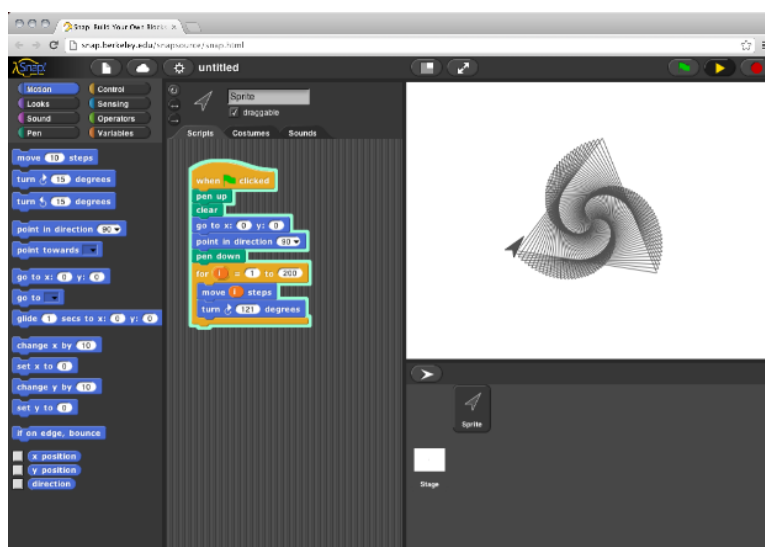 Snap! Build Your Own Blocks
snap.berkeley.edu/snapsource/snap.html
Snap!
untitled
Motion
Control
Looks
Sensing
Sound
Operators
Pen
Variables
Sprite
draggable
Scripts Costumes Sounds
move 10 steps
turn 15 degrees
turn 15 degrees
point in direction 90
point towards
go to x: 0 y: 0
go to
glide 1 secs to x: 0 y: 0
change x by 10
set x to 0
change y by 10
set y to 0
if on edge, bounce
x position
y position
direction
when clicked
pen up
clear
go to x: 0 y: 0
point in direction 90
pen down
for i = 1 to 200
move i steps
turn 121 degrees
Sprite
Stage